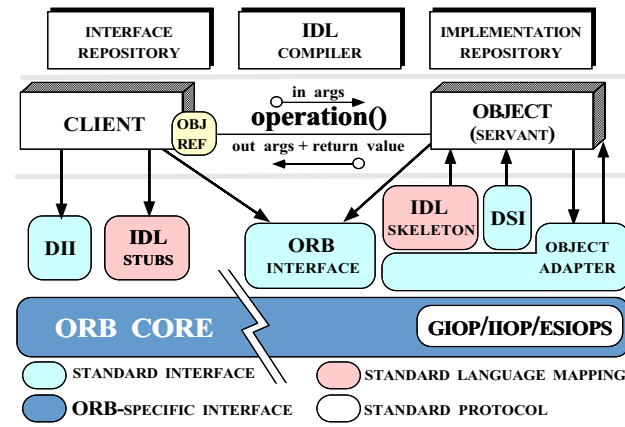 INTERFACE
REPOSITORY
IDL
COMPILER
IMPLEMENTATION
REPOSITORY
CLIENT
OBJ
REF
in args
operation()
out args + return value
OBJECT
(SERVANT)
DII
IDL
STUBS
ORB
INTERFACE
IDL
SKELETON
DSI
OBJECT
ADAPTER
ORB CORE
GIOP/IIOP/ESIOPS
STANDARD INTERFACE
STANDARD LANGUAGE MAPPING
ORB-SPECIFIC INTERFACE
STANDARD PROTOCOL